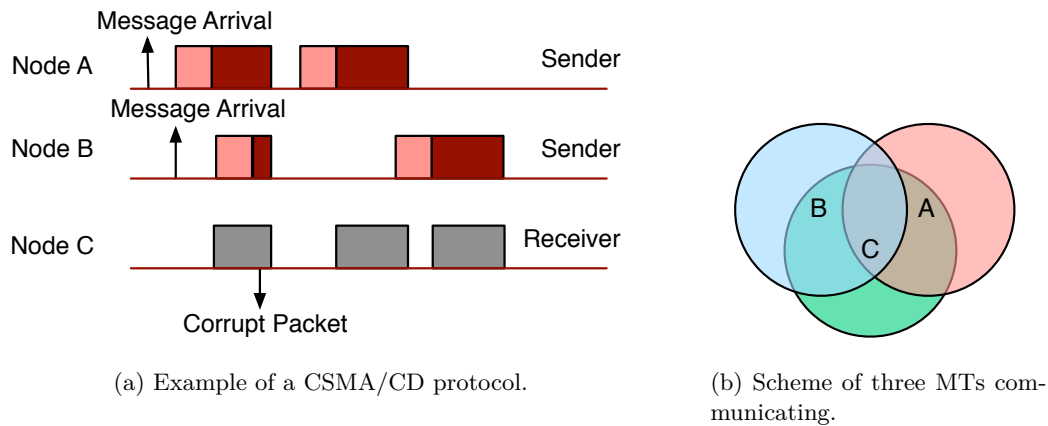 Message Arrival
Node A
Sender
Message Arrival
Node B
Sender
Node C
Receiver
Corrupt Packet
(a) Example of a CSMA/CD protocol.
B
A
C
(b) Scheme of three MTs com-
municating.